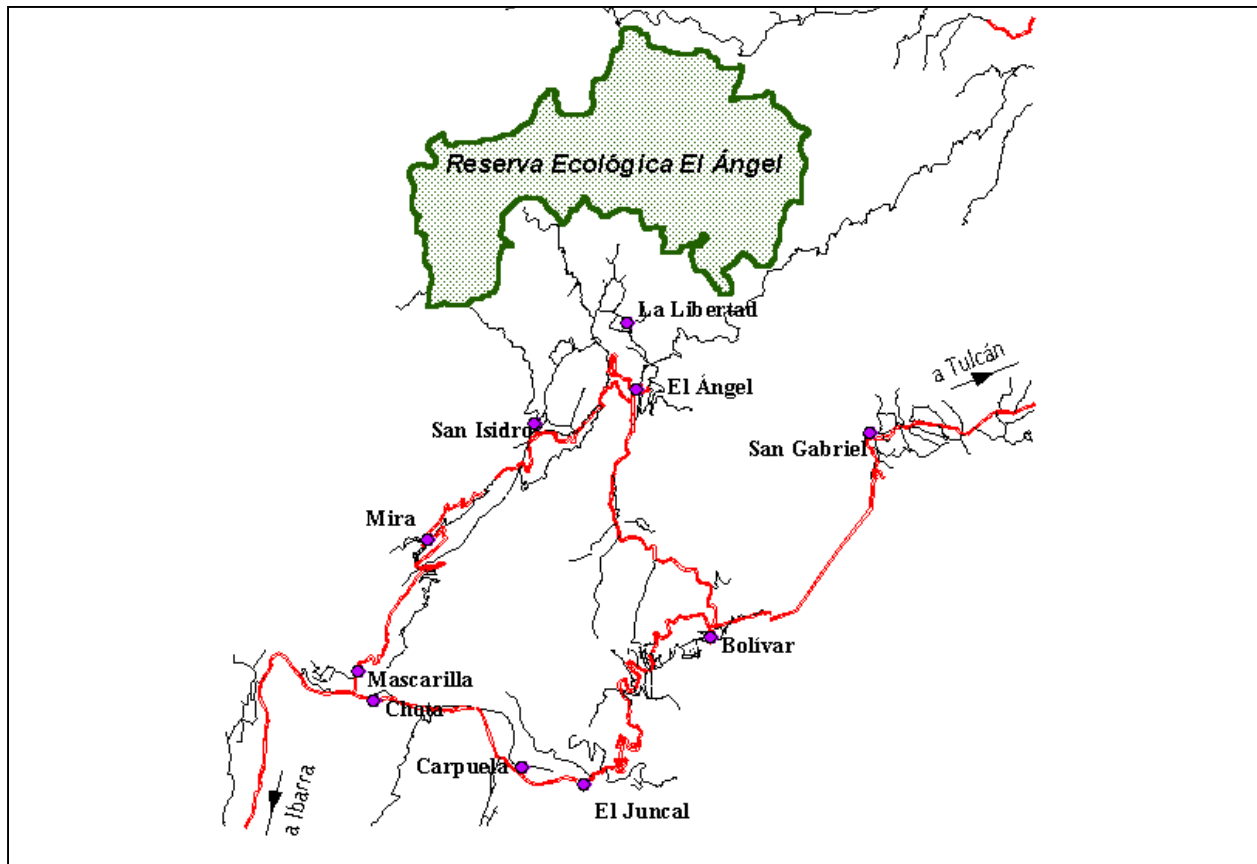 Reserva Ecológica El Ángel
La Libertad
a Tulcán
El Ángel
San Isidro
San Gabriel
Mira
Bolívar
Mascarilla
Chota
Carpuela
a Ibarra
El Juncal